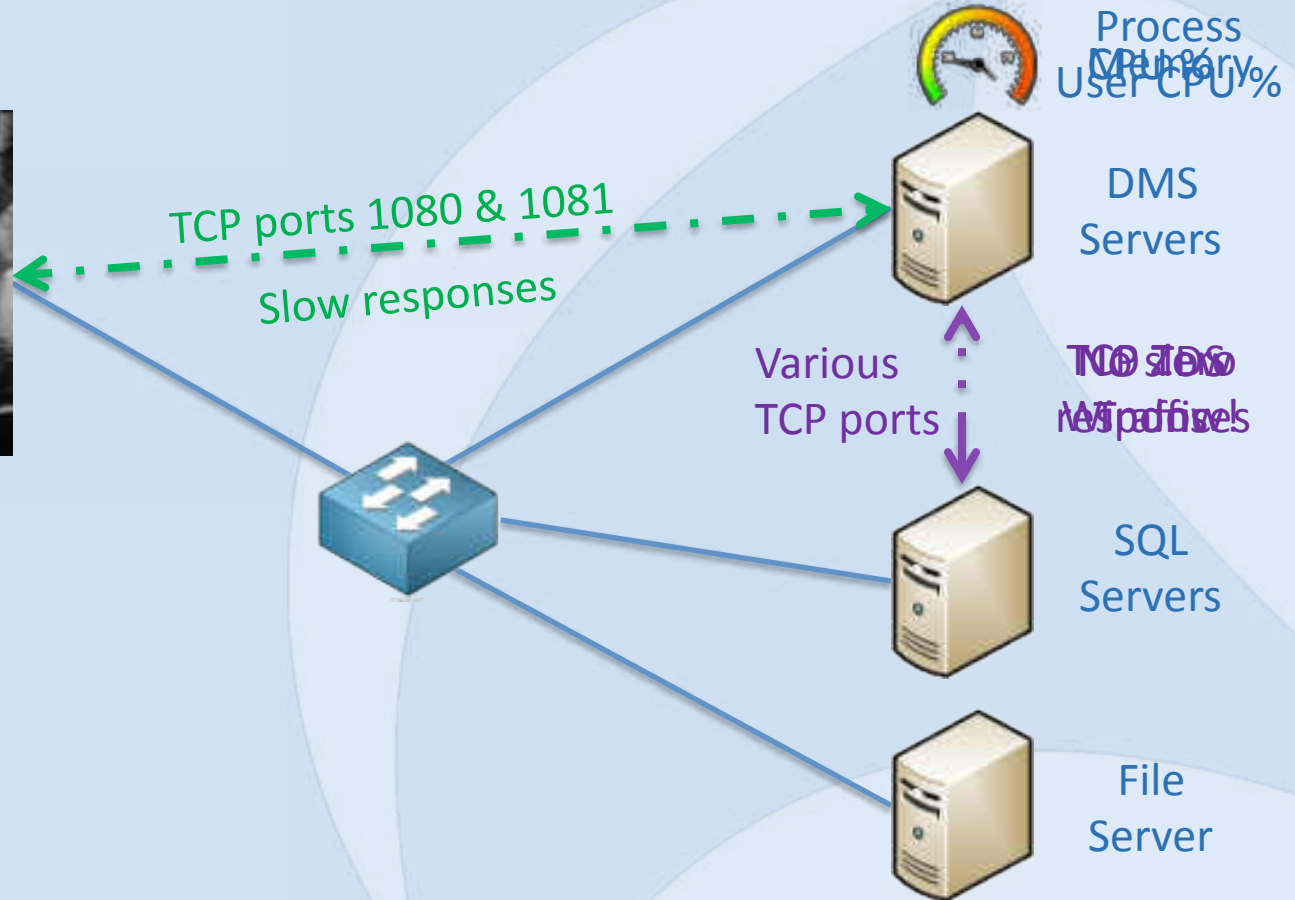 Process
User CPU %
TCP ports 1080 & 1081
DMS
Servers
Slow responses
Various
TCP ports
SQL
Servers
File
Server